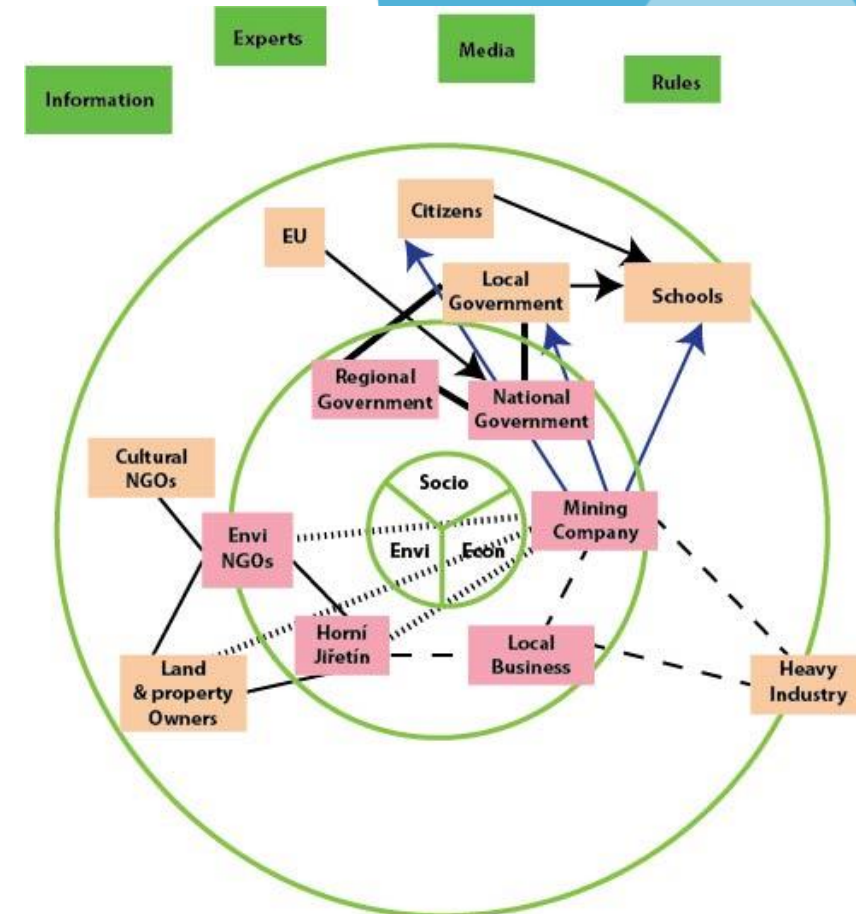 Experts
Media
Rules
Information
Citizens
EU
Local
Government
Schools
Regional
Government
National
Government
Cultural
NGOs
Socio
Mining
Company
Envi
NGOs
Envi
Econ
Horní
Jiřetín
Local
Business
Land
& property
Owners
Heavy
Industry